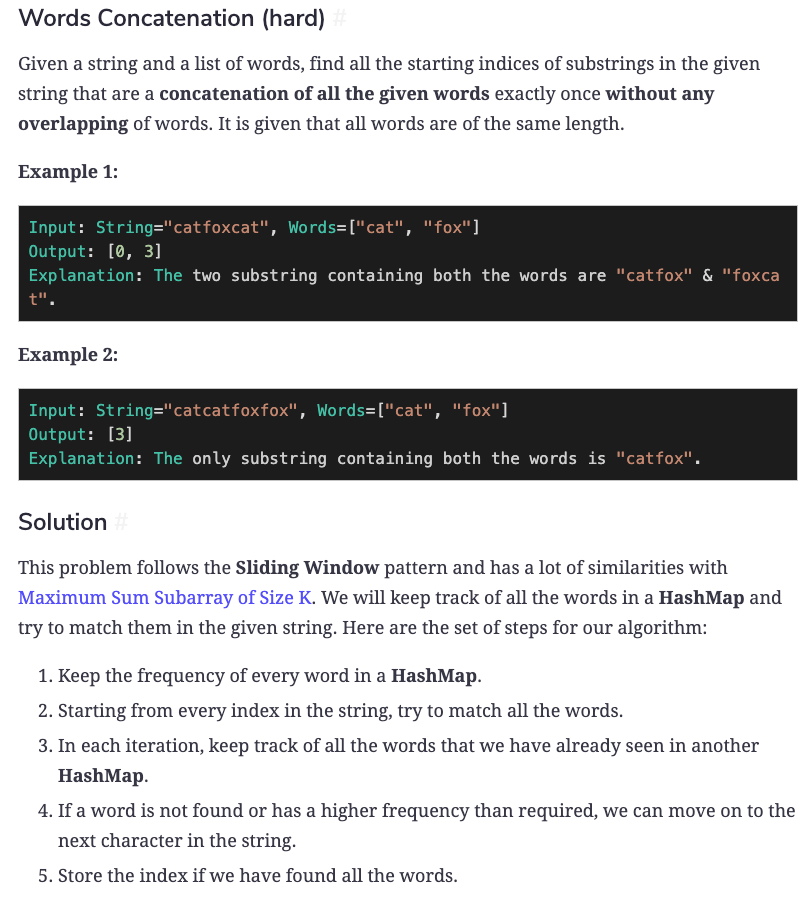 Words Concatenation (hard) #
Given a string and a list of words, find all the starting indices of substrings in the given
string that are a concatenation of all the given words exactly once without any
overlapping of words. It is given that all words are of the same length.
Example 1:
Input: String="catfoxcat", Words=["cat", "fox"]
Output: [0, 3]
Explanation: The two substring containing both the words are "catfox" & "foxca
t".
Example 2:
Input: String="catcatfoxfox", Words=["cat", "fox"]
Output: [3]
Explanation: The only substring containing both the words is "catfox".
Solution #
This problem follows the Sliding Window pattern and has a lot of similarities with
Maximum Sum Subarray of Size K. We will keep track of all the words in a HashMap and
try to match them in the given string. Here are the set of steps for our algorithm:
1. Keep the frequency of every word in a HashMap.
2. Starting from every index in the string, try to match all the words.
3. In each iteration, keep track of all the words that we have already seen in another
HashMap.
4. If a word is not found or has a higher frequency than required, we can move on to the
next character in the string.
5. Store the index if we have found all the words.